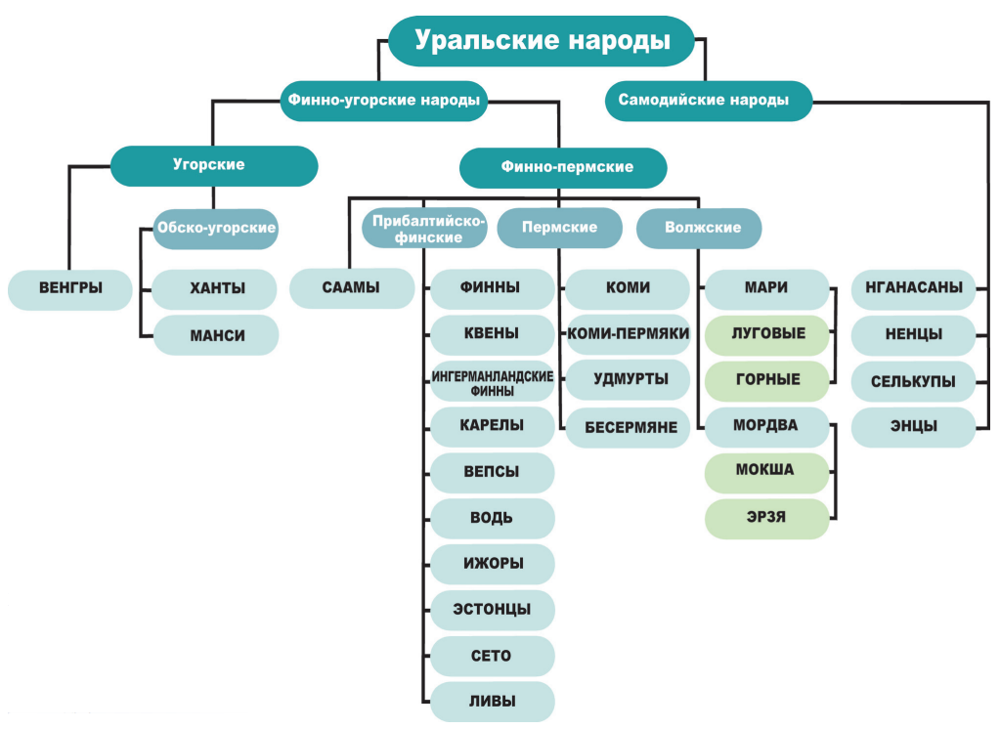 Уральские народы
Финно-угорские народы
Самодийские народы
Угорские
Финно-пермские
Обско-угорские
Прибалтийско-
финские
Пермские
Волжские
ВЕНГРЫ
ХАНТЫ
МАНСИ
СААМЫ
ФИННЫ
КВЕНЫ
ИНГЕРМАНЛАНДСКИЕ
ФИННЫ
КАРЕЛЫ
ВЕПСЫ
ВОДЬ
ИЖОРЫ
ЭСТОНЦЫ
СЕТО
ЛИВЫ
КОМИ
КОМИ-ПЕРМЯКИ
УДМУРТЫ
БЕСЕРМЯНЕ
МАРИ
ЛУГОВЫЕ
ГОРНЫЕ
МОРДВА
МОКША
ЭРЗЯ
НГАНАСАНЫ
НЕНЦЫ
СЕЛЬКУПЫ
ЭНЦЫ